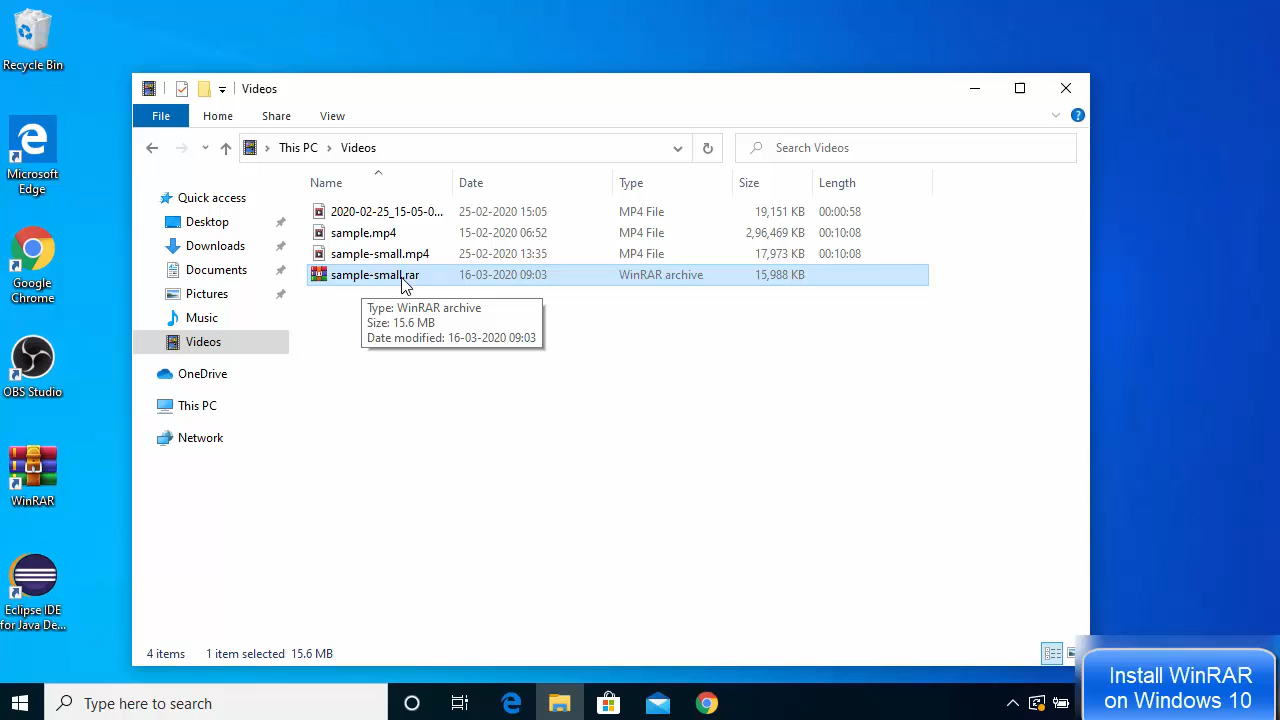 Recycle Bin
Microsoft
Edge
Google
Chrome
OBS Studio
WinRAR
Eclipse IDE
for Java De...
Videos
File Home Share View
This PC > Videos
Search Videos
Quick access
Desktop
Downloads
Documents
Pictures
Music
Videos
OneDrive
This PC
Network
Name Date Type Size Length
2020-02-25_15-05-0... 25-02-2020 15:05 MP4 File 19,151 KB 00:00:58
sample.mp4 15-02-2020 06:52 MP4 File 2,96,469 KB 00:10:08
sample-small.mp4 25-02-2020 13:35 MP4 File 17,973 KB 00:10:08
sample-small.rar 16-03-2020 09:03 WinRAR archive 15,988 KB
Type: WinRAR archive
Size: 15.6 MB
Date modified: 16-03-2020 09:03
4 items 1 item selected 15.6 MB
Install WinRAR
on Windows 10
Type here to search